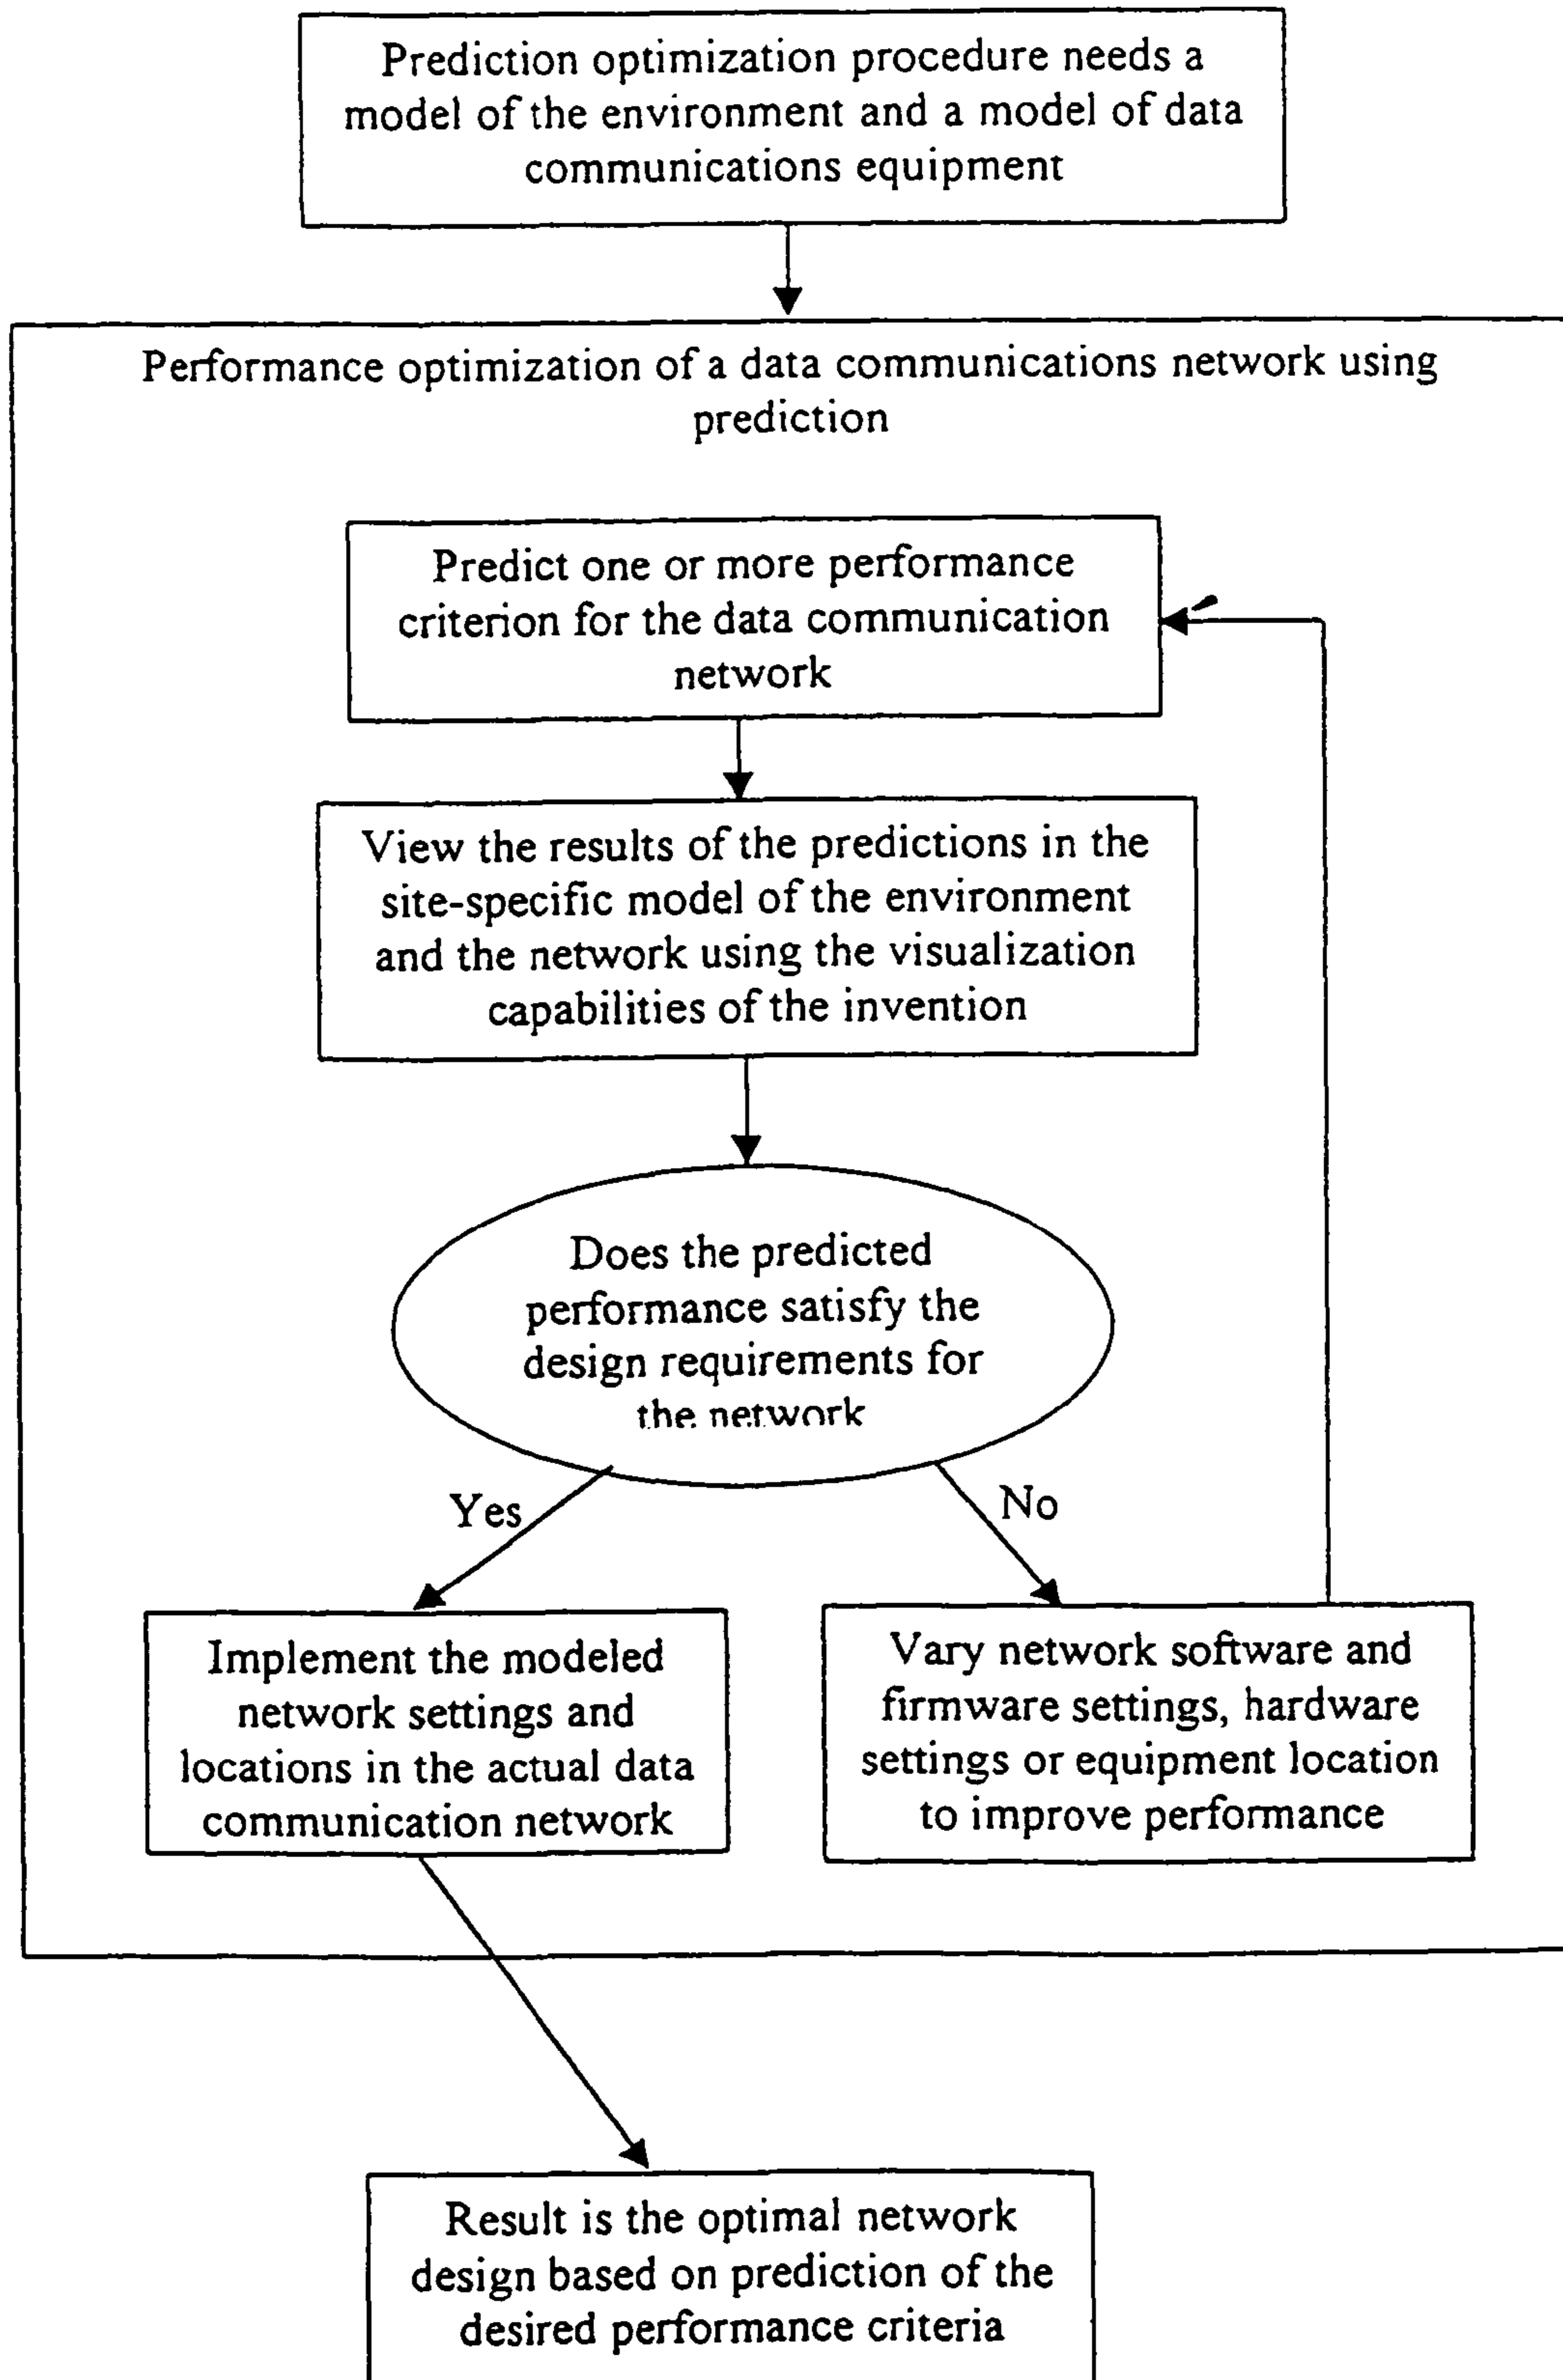 Prediction optimization procedure needs a
model of the environment and a model of data
communications equipment
Performance optimization of a data communications network using
prediction
Predict one or more performance
criterion for the data communication
network
View the results of the predictions in the
site-specific model of the environment
and the network using the visualization
capabilities of the invention
Does the predicted
performance satisfy the
design requirements for
the network
Yes
No
Implement the modeled
network settings and
locations in the actual data
communication network
Vary network software and
firmware settings, hardware
settings or equipment location
to improve performance
Result is the optimal network
design based on prediction of the
desired performance criteria